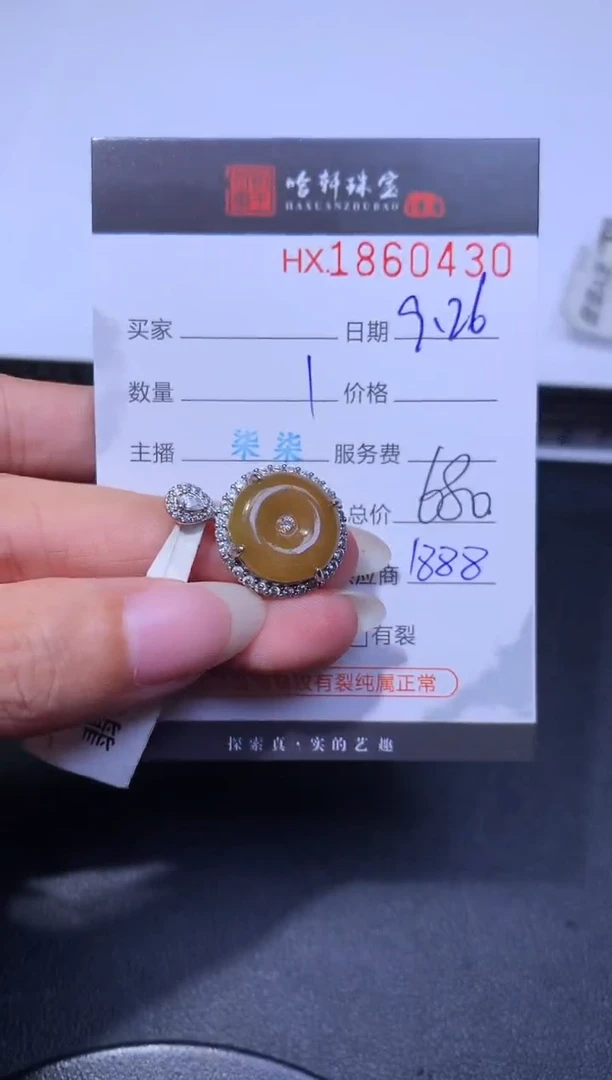 哈轩珠宝
HAXUANZHUBAO
HX.1860430
买家 日期 9.26
数量 1 价格
主播 柒柒 服务费
总价 680
应商 1888
有裂
有裂纯属正常
探索真·实的艺趣